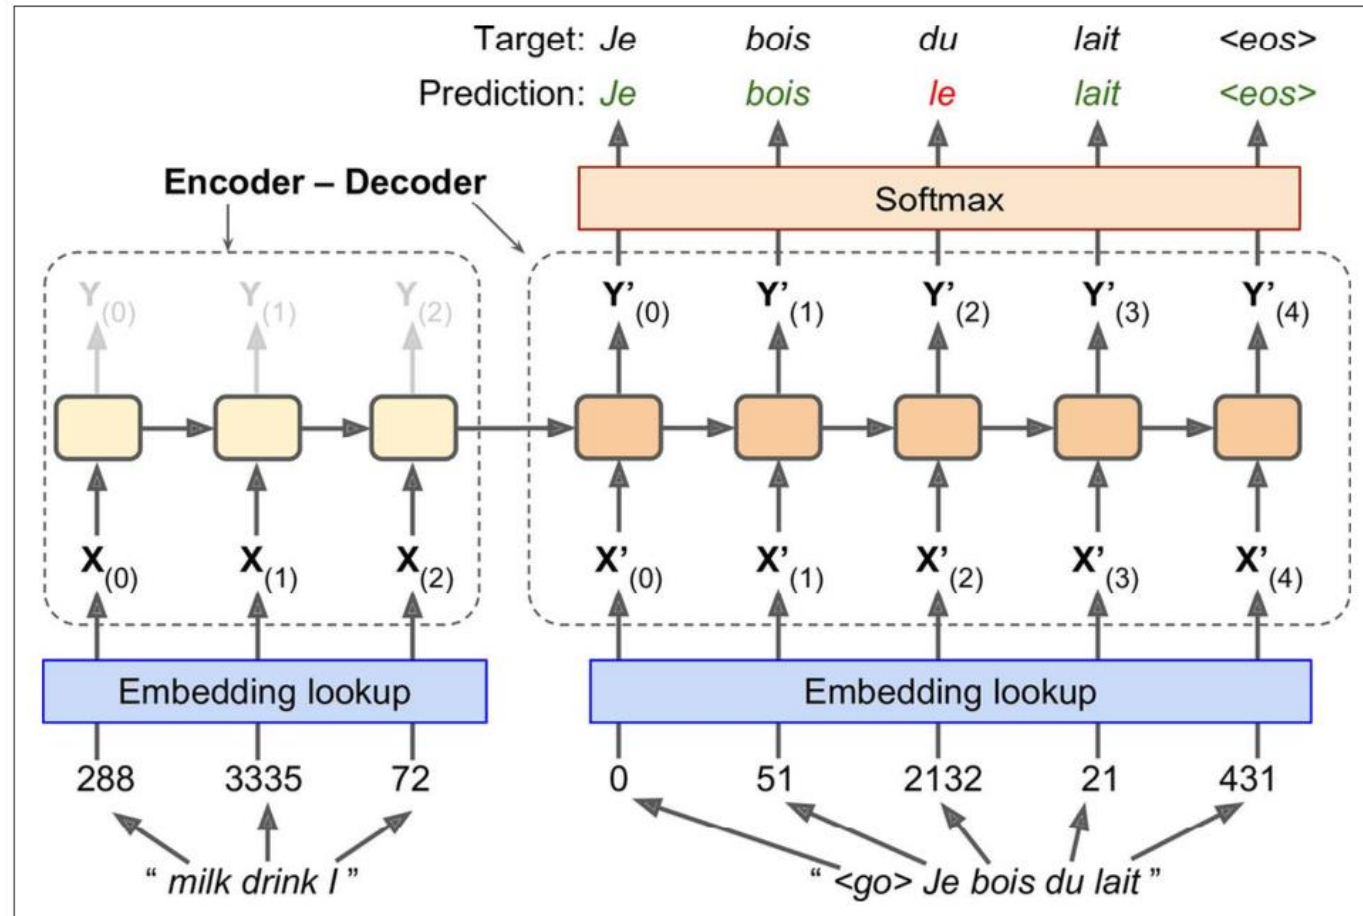 Target: Je bois du lait <eos>
Prediction: Je bois le lait <eos>
Encoder – Decoder
Softmax
Y(0) Y(1) Y(2) Y’(0) Y’(1) Y’(2) Y’(3) Y’(4)
X(0) X(1) X(2) X’(0) X’(1) X’(2) X’(3) X’(4)
Embedding lookup Embedding lookup
288 3335 72 0 51 2132 21 431
“ milk drink I ” “ <go> Je bois du lait ”